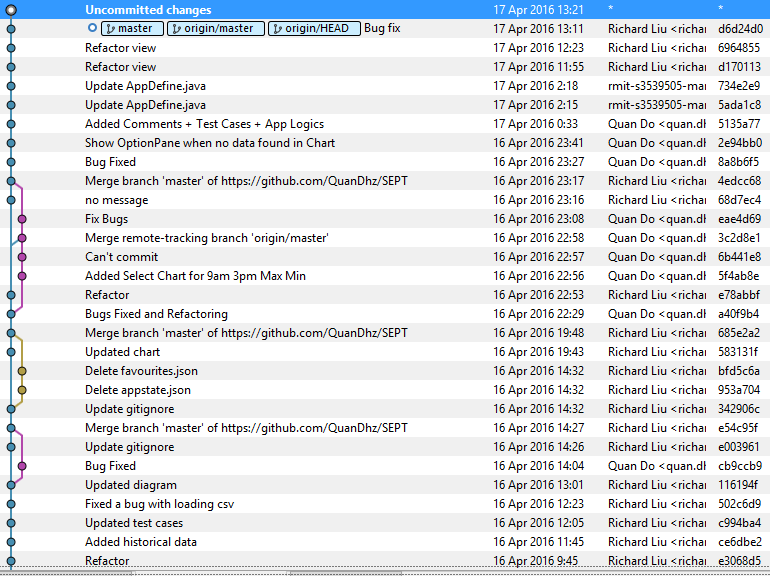 Uncommitted changes 17 Apr 2016 13:21 * *
master origin/master origin/HEAD Bug fix 17 Apr 2016 13:11 Richard Liu <richar d6d24d0
Refactor view 17 Apr 2016 12:23 Richard Liu <richa 6964855
Refactor view 17 Apr 2016 11:55 Richard Liu <richa d170113
Update AppDefine.java 17 Apr 2016 2:18 rmit-s3539505-mar 734e2e9
Update AppDefine.java 17 Apr 2016 2:15 rmit-s3539505-mar 5ada1c8
Added Comments + Test Cases + App Logics 17 Apr 2016 0:33 Quan Do <quan.dh 5135a77
Show OptionPane when no data found in Chart 16 Apr 2016 23:41 Quan Do <quan.dh 2e94bb0
Bug Fixed 16 Apr 2016 23:27 Quan Do <quan.dh 8a8b6f5
Merge branch 'master' of https://github.com/QuanDhz/SEPT 16 Apr 2016 23:17 Richard Liu <richa 4edcc68
no message 16 Apr 2016 23:16 Richard Liu <richa 68d7ec4
Fix Bugs 16 Apr 2016 23:08 Quan Do <quan.dh eae4d69
Merge remote-tracking branch 'origin/master' 16 Apr 2016 22:58 Quan Do <quan.dh 3c2d8e1
Can't commit 16 Apr 2016 22:57 Quan Do <quan.dh 6b441e8
Added Select Chart for 9am 3pm Max Min 16 Apr 2016 22:56 Quan Do <quan.dh 5f4ab8e
Refactor 16 Apr 2016 22:53 Richard Liu <richa e78abbf
Bugs Fixed and Refactoring 16 Apr 2016 22:29 Quan Do <quan.dh a40f9b4
Merge branch 'master' of https://github.com/QuanDhz/SEPT 16 Apr 2016 19:48 Richard Liu <richa 685e2a2
Updated chart 16 Apr 2016 19:43 Richard Liu <richa 583131f
Delete favourites.json 16 Apr 2016 14:32 Richard Liu <richa bfd5c6a
Delete appstate.json 16 Apr 2016 14:32 Richard Liu <richa 953a704
Update gitignore 16 Apr 2016 14:32 Richard Liu <richa 342906c
Merge branch 'master' of https://github.com/QuanDhz/SEPT 16 Apr 2016 14:27 Richard Liu <richa e54c95f
Update gitignore 16 Apr 2016 14:26 Richard Liu <richa e003961
Bug Fixed 16 Apr 2016 14:04 Quan Do <quan.dh cb9ccb9
Updated diagram 16 Apr 2016 13:01 Richard Liu <richa 116194f
Fixed a bug with loading csv 16 Apr 2016 12:23 Richard Liu <richa 502c6d9
Updated test cases 16 Apr 2016 12:05 Richard Liu <richa c994ba4
Added historical data 16 Apr 2016 11:45 Richard Liu <richa ce6dbe2
Refactor 16 Apr 2016 9:45 Richard Liu <richa e3068d5